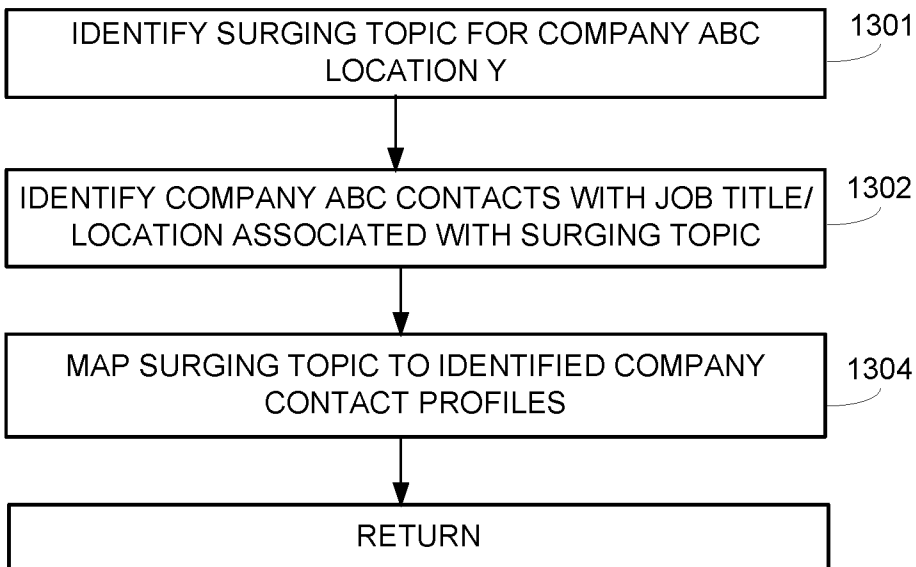 IDENTIFY SURGING TOPIC FOR COMPANY ABC
LOCATION Y
1301
IDENTIFY COMPANY ABC CONTACTS WITH JOB TITLE/
LOCATION ASSOCIATED WITH SURGING TOPIC
1302
MAP SURGING TOPIC TO IDENTIFIED COMPANY
CONTACT PROFILES
1304
RETURN